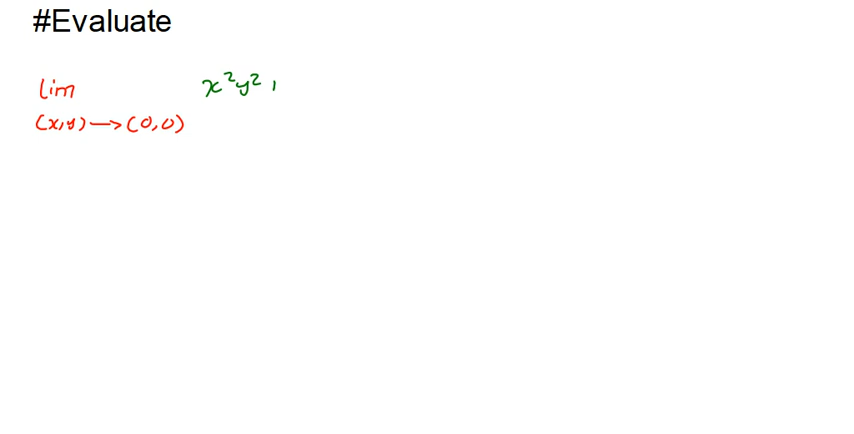 #Evaluate
lim x²y²
(x,y)→(0,0)